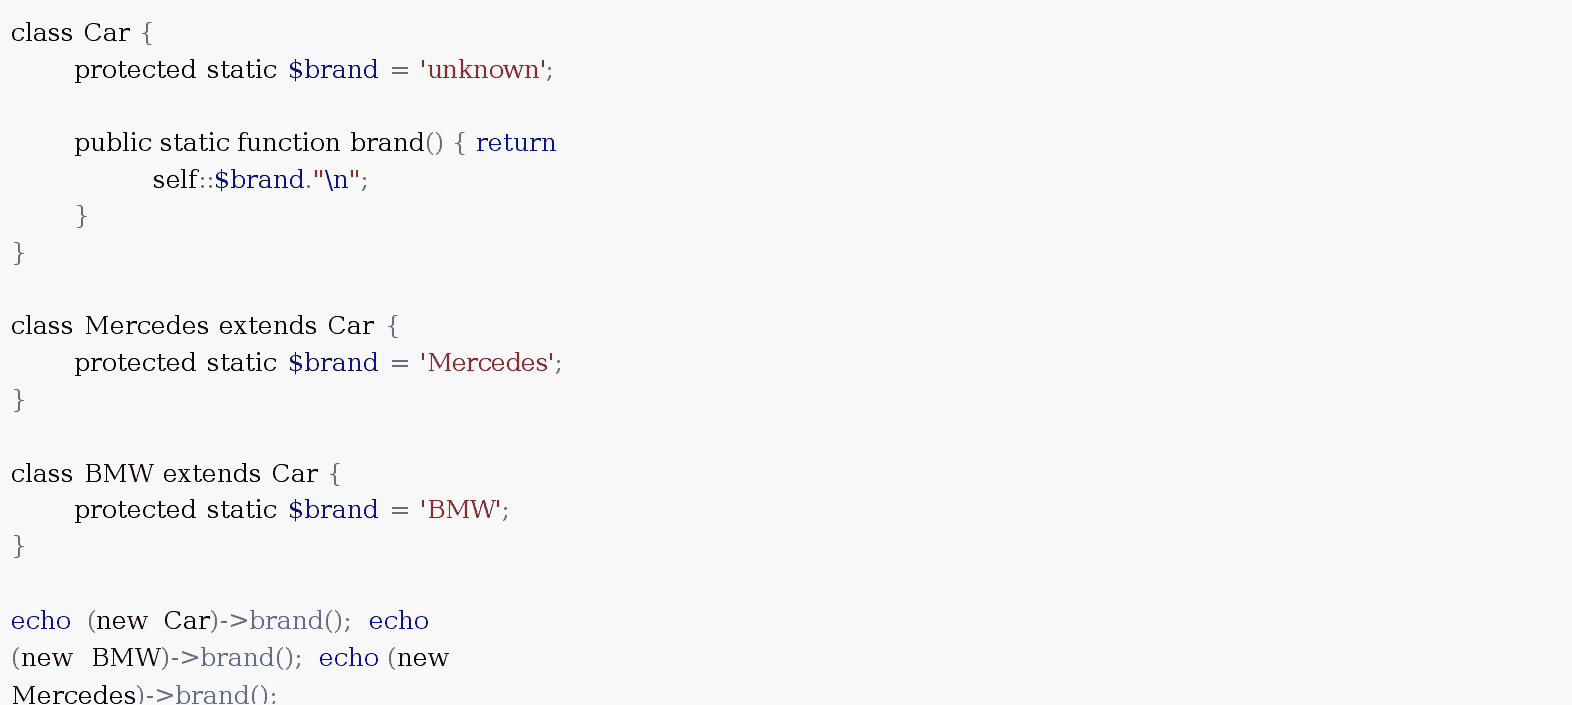 class Car {
protected static $brand = 'unknown';
public static function brand() { return
self::$brand."\n";
}
}
class Mercedes extends Car {
protected static $brand = 'Mercedes';
}
class BMW extends Car {
protected static $brand = 'BMW';
}
echo (new Car)->brand(); echo
(new BMW)->brand(); echo (new
Mercedes)->brand();